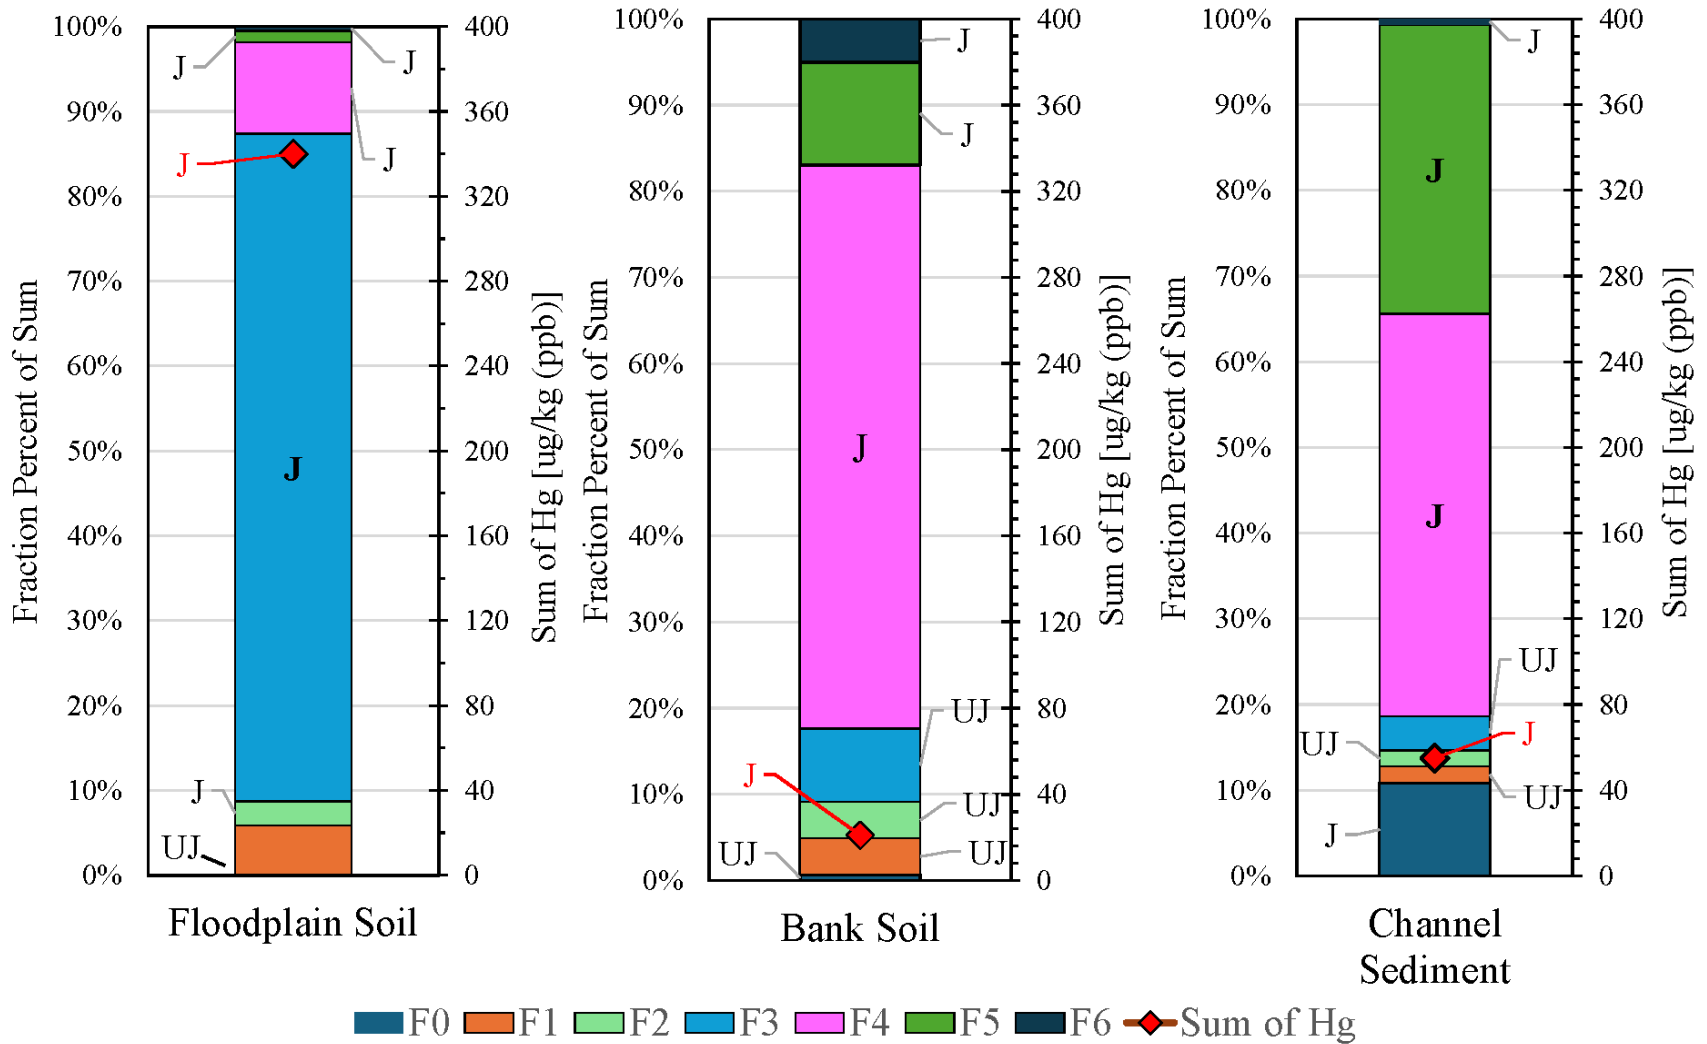 Fraction Percent of Sum
100%
90%
80%
70%
60%
50%
40%
30%
20%
10%
0%
J
J
J
J
J
J
UJ
400
360
320
280
240
200
160
120
80
40
0
Sum of Hg [ug/kg (ppb)]
Floodplain Soil
Fraction Percent of Sum
100%
90%
80%
70%
60%
50%
40%
30%
20%
10%
0%
J
J
J
UJ
J
UJ
UJ
UJ
400
360
320
280
240
200
160
120
80
40
0
Sum of Hg [ug/kg (ppb)]
Bank Soil
Fraction Percent of Sum
100%
90%
80%
70%
60%
50%
40%
30%
20%
10%
0%
J
J
J
UJ
J
UJ
UJ
J
400
360
320
280
240
200
160
120
80
40
0
Sum of Hg [ug/kg (ppb)]
Channel
Sediment
F0 F1 F2 F3 F4 F5 F6 Sum of Hg